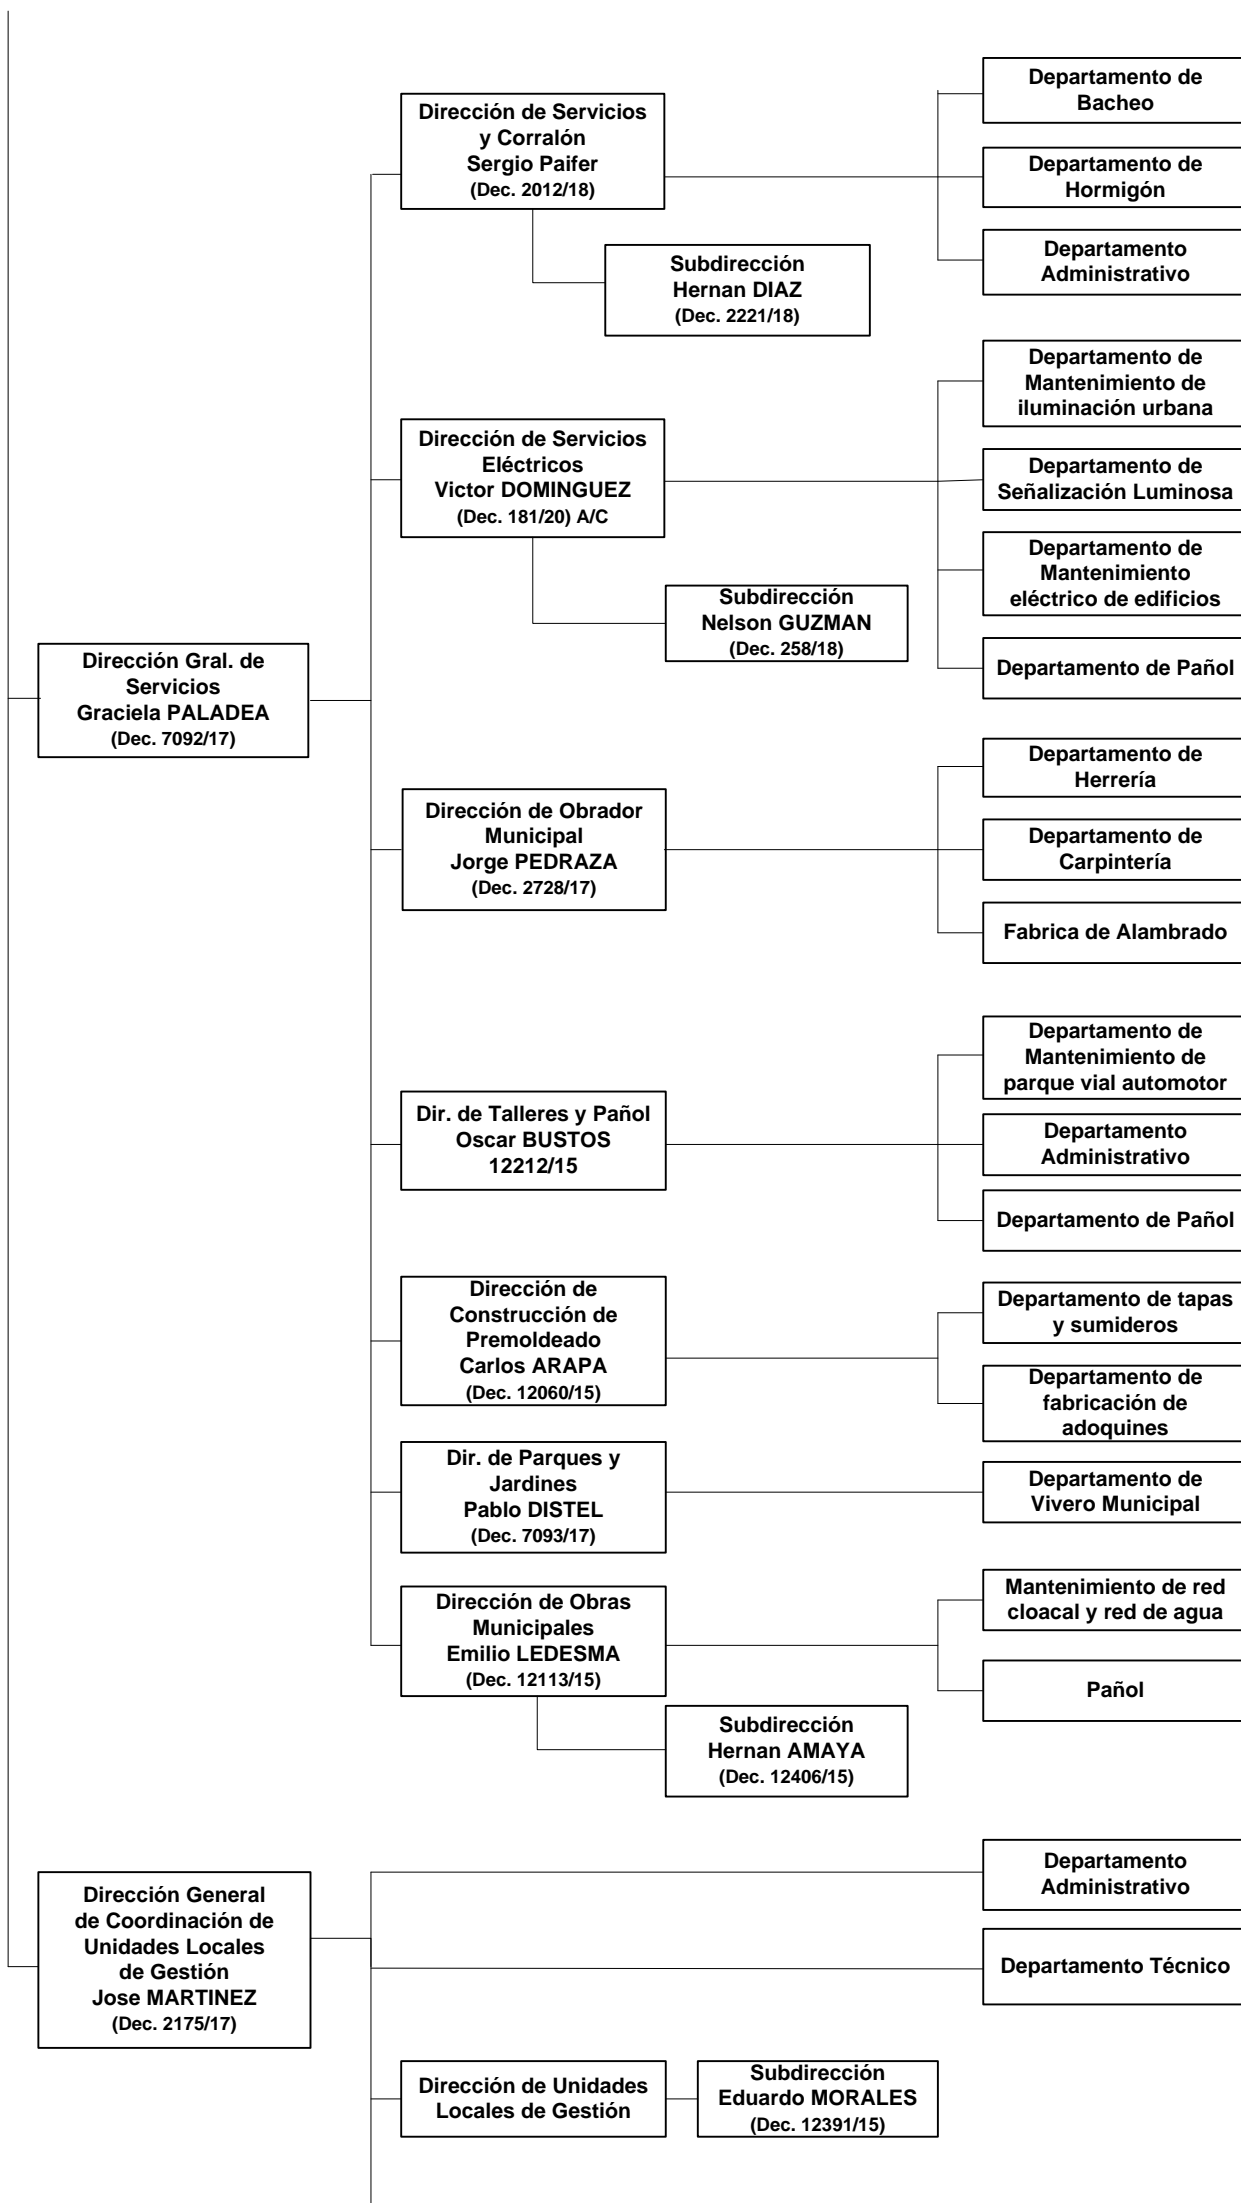 Departamento de
Bacheo
Dirección de Servicios
y Corralón
Sergio Paifer
(Dec. 2012/18)
Departamento de
Hormigón
Departamento
Administrativo
Subdirección
Hernan DIAZ
(Dec. 2221/18)
Departamento de
Mantenimiento de
iluminación urbana
Dirección de Servicios
Eléctricos
Victor DOMINGUEZ
(Dec. 181/20) A/C
Departamento de
Señalización Luminosa
Departamento de
Mantenimiento
eléctrico de edificios
Subdirección
Nelson GUZMAN
(Dec. 258/18)
Departamento de Pañol
Dirección Gral. de
Servicios
Graciela PALADEA
(Dec. 7092/17)
Departamento de
Herrería
Dirección de Obrador
Municipal
Jorge PEDRAZA
(Dec. 2728/17)
Departamento de
Carpintería
Fabrica de Alambrado
Departamento de
Mantenimiento de
parque vial automotor
Dir. de Talleres y Pañol
Oscar BUSTOS
12212/15
Departamento
Administrativo
Departamento de Pañol
Dirección de
Construcción de
Premoldeado
Carlos ARAPA
(Dec. 12060/15)
Departamento de tapas
y sumideros
Departamento de
fabricación de
adoquines
Dir. de Parques y
Jardines
Pablo DISTEL
(Dec. 7093/17)
Departamento de
Vivero Municipal
Dirección de Obras
Municipales
Emilio LEDESMA
(Dec. 12113/15)
Mantenimiento de red
cloacal y red de agua
Pañol
Subdirección
Hernan AMAYA
(Dec. 12406/15)
Departamento
Administrativo
Dirección General
de Coordinación de
Unidades Locales
de Gestión
Jose MARTINEZ
(Dec. 2175/17)
Departamento Técnico
Dirección de Unidades
Locales de Gestión
Subdirección
Eduardo MORALES
(Dec. 12391/15)